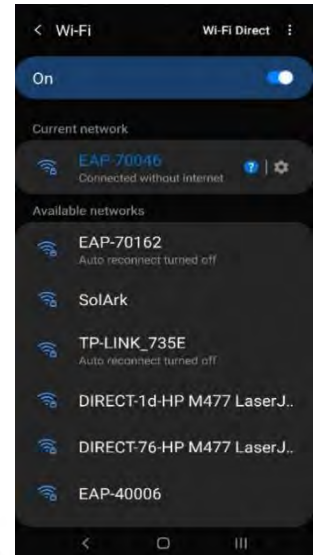 Wi-Fi Wi-Fi Direct
On
Current network
EAP-70046
Connected without internet
Available networks
EAP-70162
Auto reconnect turned off
SolArk
TP-LINK_735E
Auto reconnect turned off
DIRECT-1d-HP M477 LaserJ..
DIRECT-76-HP M477 LaserJ..
EAP-40006